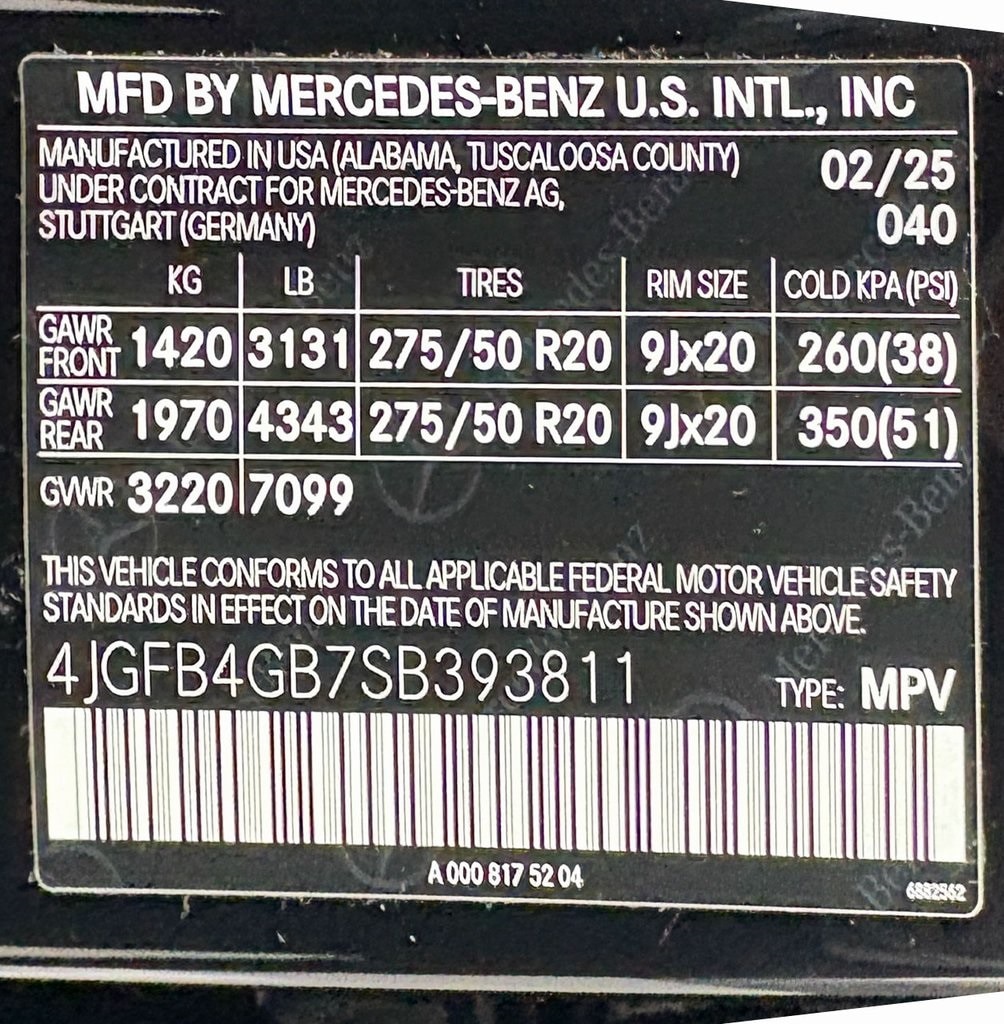 MFD BY MERCEDES-BENZ U.S. INTL., INC
MANUFACTURED IN USA (ALABAMA, TUSCALOOSA COUNTY) 02/25
UNDER CONTRACT FOR MERCEDES-BENZ AG,
STUTTGART (GERMANY) 040
KG LB TIRES RIM SIZE COLD KPA (PSI)
GAWR FRONT 1420 3131 275/50 R20 9Jx20 260(38)
GAWR REAR 1970 4343 275/50 R20 9Jx20 350(51)
GVWR 3220 7099
THIS VEHICLE CONFORMS TO ALL APPLICABLE FEDERAL MOTOR VEHICLE SAFETY
STANDARDS IN EFFECT ON THE DATE OF MANUFACTURE SHOWN ABOVE.
4JGFB4GB7SB393811 TYPE: MPV
A 000 817 52 04
6882562